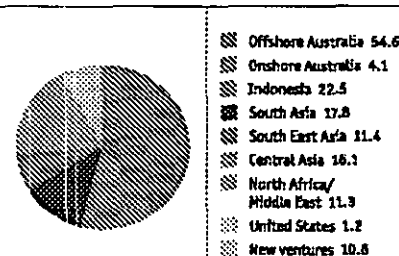 Offshore Australia 54.6
Onshore Australia 4.1
Indonesia 22.5
South Asia 17.8
South East Asia 11.4
Central Asia 16.1
North Africa/
Middle East 11.3
United States 1.2
New ventures 10.6